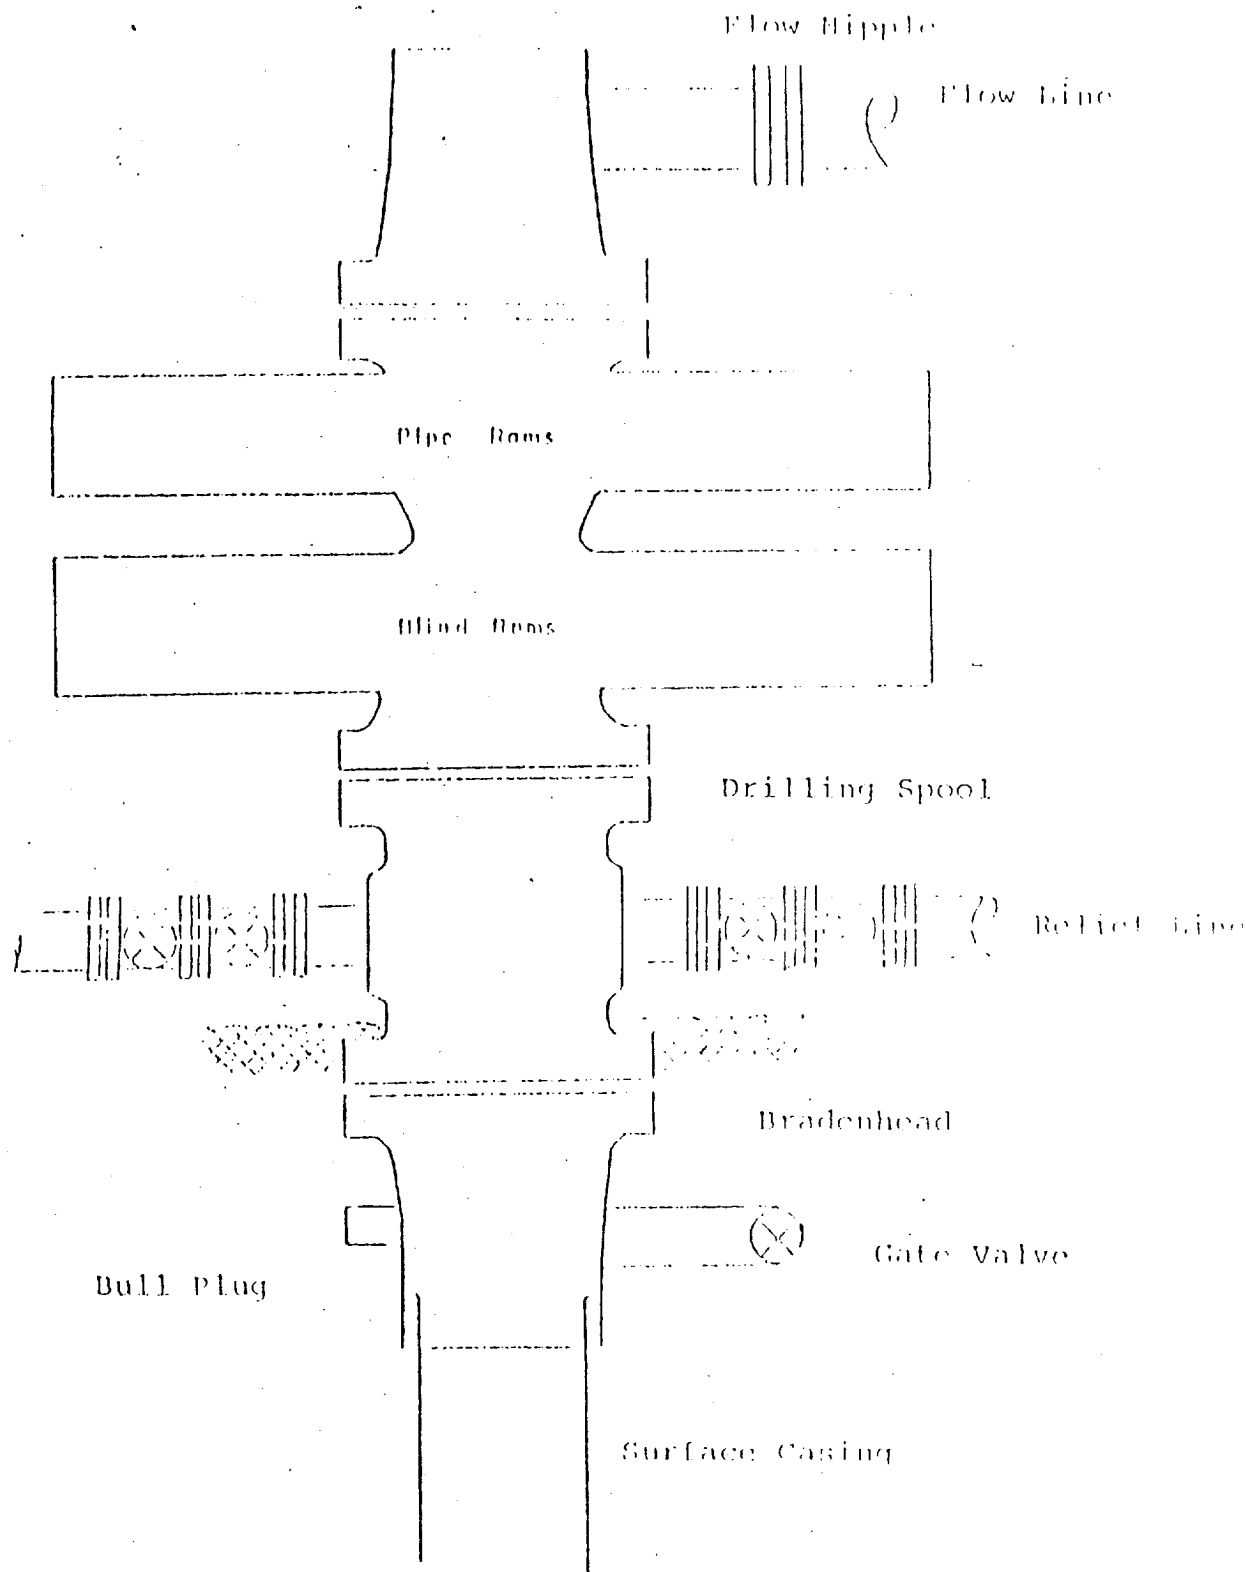 Flow Nipple
Flow Line
Pipe Rams
Blind Rams
Drilling Spool
Relief Line
Bradenhead
Gate Valve
Bull Plug
Surface Casing